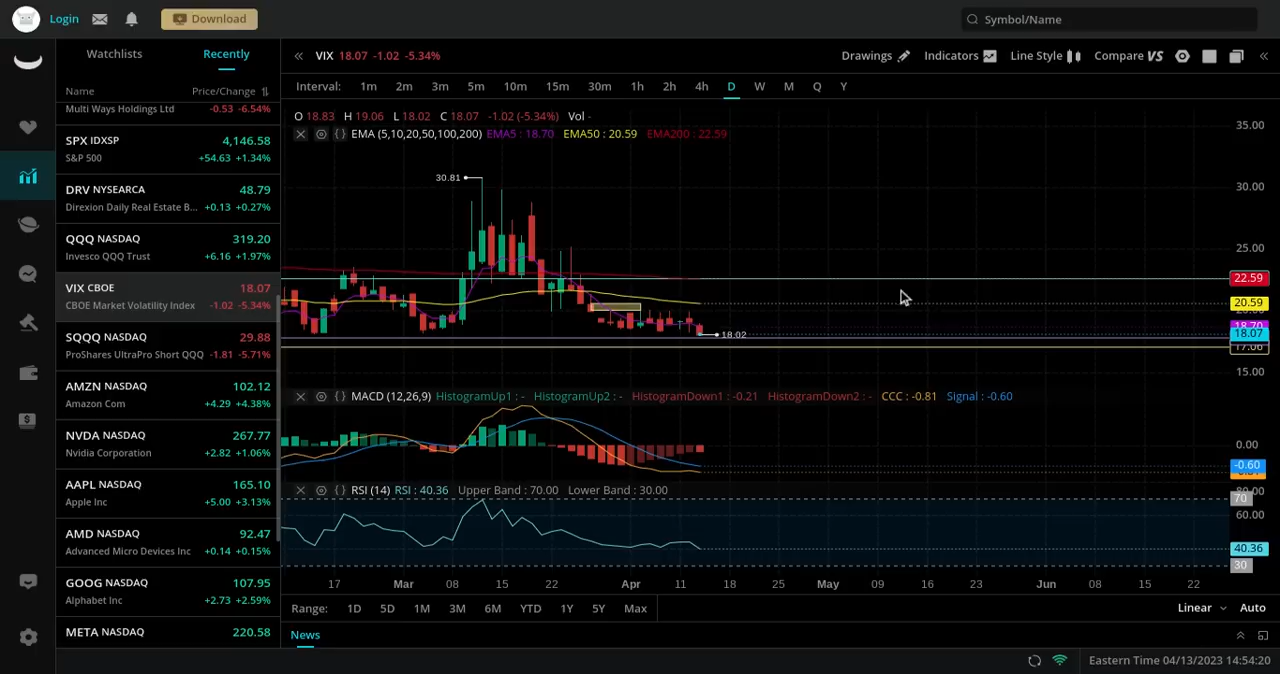 Login
Download
Symbol/Name
Watchlists Recently
Name Price/Change
Multi Ways Holdings Ltd -0.53 -6.54%
SPX IDXSP 4,146.58
S&P 500 +54.63 +1.34%
DRV NYSEARCA 48.79
Direxion Daily Real Estate B... +0.13 +0.27%
QQQ NASDAQ 319.20
Invesco QQQ Trust +6.16 +1.97%
VIX CBOE 18.07
CBOE Market Volatility Index -1.02 -5.34%
SQQQ NASDAQ 29.88
ProShares UltraPro Short QQQ -1.81 -5.71%
AMZN NASDAQ 102.12
Amazon Com +4.29 +4.38%
NVDA NASDAQ 267.77
Nvidia Corporation +2.82 +1.06%
AAPL NASDAQ 165.10
Apple Inc +5.00 +3.13%
AMD NASDAQ 92.47
Advanced Micro Devices Inc +0.14 +0.15%
GOOG NASDAQ 107.95
Alphabet Inc +2.73 +2.59%
META NASDAQ 220.58
« VIX 18.07 -1.02 -5.34% Drawings Indicators Line Style Compare VS «
Interval: 1m 2m 3m 5m 10m 15m 30m 1h 2h 4h D W M Q Y
O 18.83 H 19.06 L 18.02 C 18.07 -1.02 (-5.34%) Vol -
{} EMA (5,10,20,50,100,200) EMA5 : 18.70 EMA50 : 20.59 EMA200 : 22.59
35.00
30.81
30.00
25.00
22.59
20.59
18.70
18.07
18.02
17.06
15.00
{} MACD (12,26,9) HistogramUp1 : - HistogramUp2 : - HistogramDown1 : -0.21 HistogramDown2 : - CCC : -0.81 Signal : -0.60
0.00
-0.60
{} RSI (14) RSI : 40.36 Upper Band : 70.00 Lower Band : 30.00
80.00
70
60.00
40.36
30
17 Mar 08 15 22 Apr 11 18 25 May 09 16 23 Jun 08 15 22
Range: 1D 5D 1M 3M 6M YTD 1Y 5Y Max Linear Auto
News
Eastern Time 04/13/2023 14:54:20